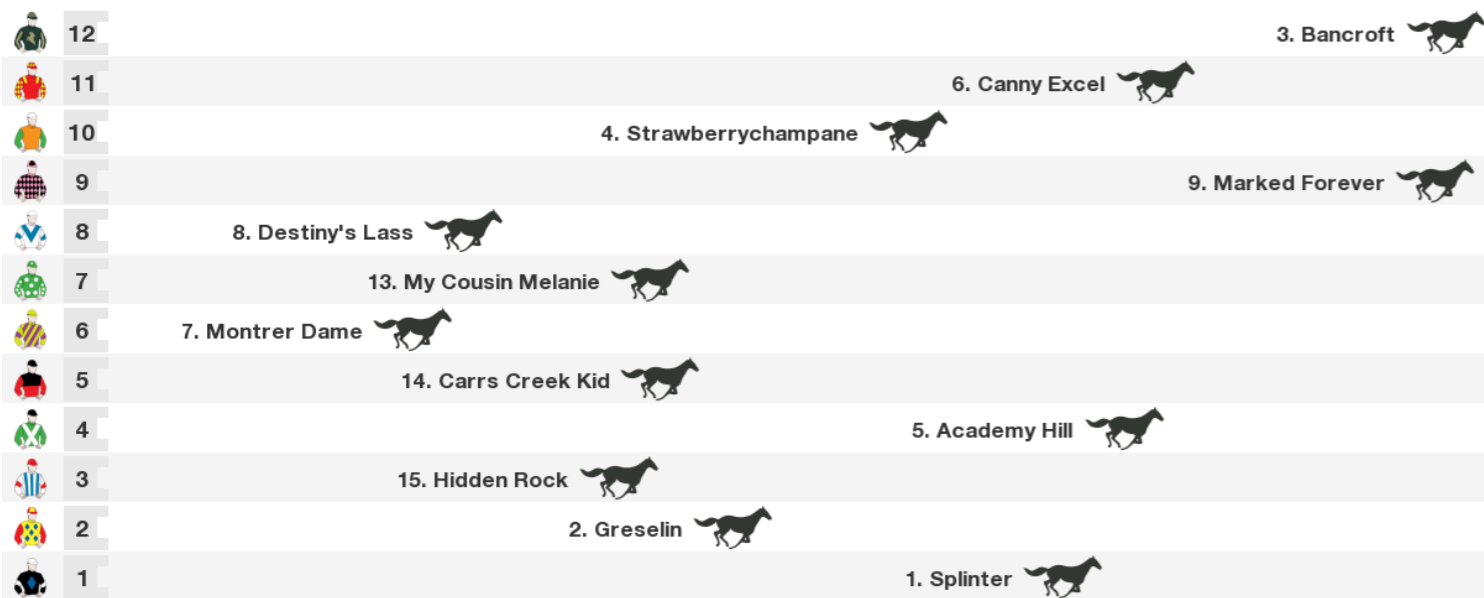 12 3. Bancroft
11 6. Canny Excel
10 4. Strawberrychampane
9 9. Marked Forever
8 8. Destiny's Lass
7 13. My Cousin Melanie
6 7. Montrer Dame
5 14. Carrs Creek Kid
4 5. Academy Hill
3 15. Hidden Rock
2 2. Greselin
1 1. Splinter